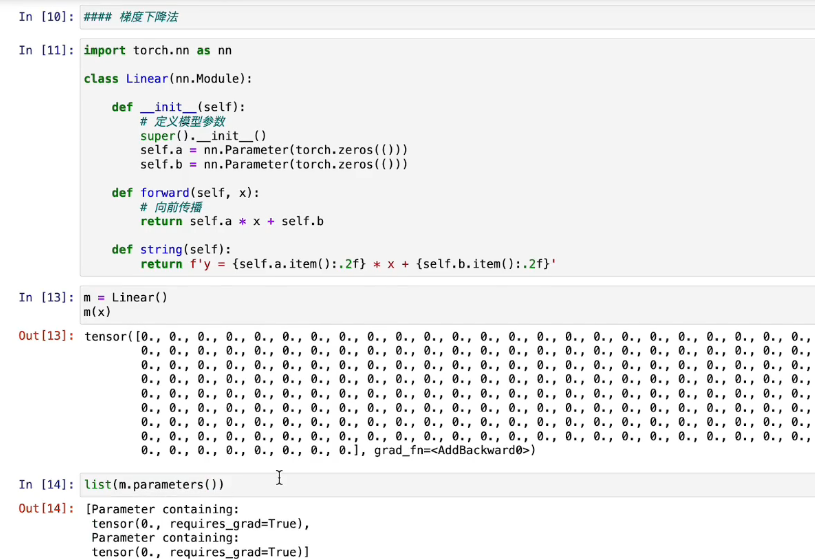 In [10]: #### 梯度下降法
In [11]: import torch.nn as nn
class Linear(nn.Module):
def __init__(self):
# 定义模型参数
super().__init__()
self.a = nn.Parameter(torch.zeros(()))
self.b = nn.Parameter(torch.zeros(()))
def forward(self, x):
# 向前传播
return self.a * x + self.b
def string(self):
return f'y = {self.a.item():.2f} * x + {self.b.item():.2f}'
In [13]: m = Linear()
m(x)
Out[13]: tensor([0., 0., 0., 0., 0., 0., 0., 0., 0., 0., 0., 0., 0., 0., 0., 0., 0., 0., 0., 0., 0., 0., 0., 0.,
0., 0., 0., 0., 0., 0., 0., 0., 0., 0., 0., 0., 0., 0., 0., 0., 0., 0., 0., 0., 0., 0., 0., 0.,
0., 0., 0., 0., 0., 0., 0., 0., 0., 0., 0., 0., 0., 0., 0., 0., 0., 0., 0., 0., 0., 0., 0., 0.,
0., 0., 0., 0., 0., 0., 0., 0., 0., 0., 0., 0., 0., 0., 0., 0., 0., 0., 0., 0., 0., 0., 0., 0.,
0., 0., 0., 0., 0., 0., 0., 0., 0., 0., 0., 0., 0., 0., 0., 0., 0., 0., 0., 0., 0., 0., 0., 0.,
0., 0., 0., 0., 0., 0., 0., 0., 0., 0., 0., 0., 0., 0., 0., 0., 0., 0., 0., 0., 0., 0., 0., 0.,
0., 0., 0., 0., 0., 0., 0., 0., 0., 0., 0., 0., 0., 0., 0., 0., 0., 0., 0., 0., 0., 0., 0., 0.,
0., 0., 0., 0., 0., 0., 0., 0., 0., 0., 0., 0., 0., 0., 0., 0., 0., 0., 0., 0., 0., 0., 0., 0.,
0., 0., 0., 0., 0., 0., 0., 0.], grad_fn=<AddBackward0>)
In [14]: list(m.parameters())
Out[14]: [Parameter containing:
tensor(0., requires_grad=True),
Parameter containing:
tensor(0., requires_grad=True)]